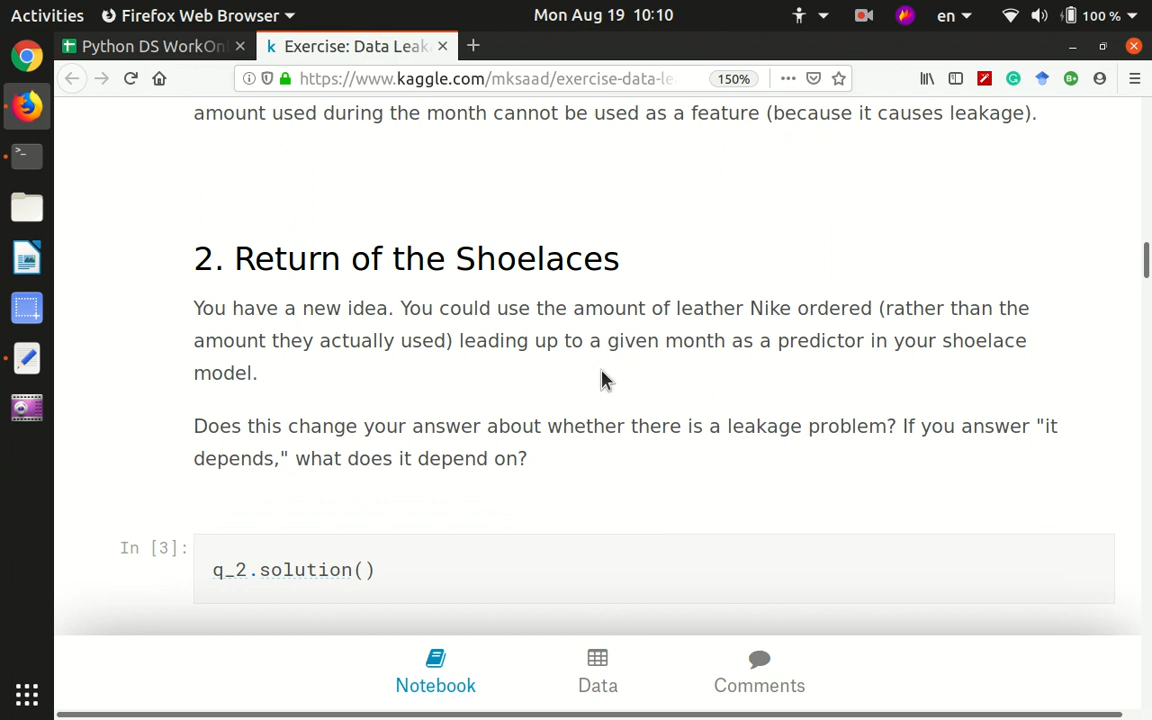 Activities Firefox Web Browser Mon Aug 19 10:10 en 100 %
Python DS WorkOn Exercise: Data Leak
https://www.kaggle.com/mksaad/exercise-data-le 150%
amount used during the month cannot be used as a feature (because it causes leakage).
2. Return of the Shoelaces
You have a new idea. You could use the amount of leather Nike ordered (rather than the
amount they actually used) leading up to a given month as a predictor in your shoelace
model.
Does this change your answer about whether there is a leakage problem? If you answer "it
depends," what does it depend on?
In [3]:
q_2.solution()
Notebook Data Comments